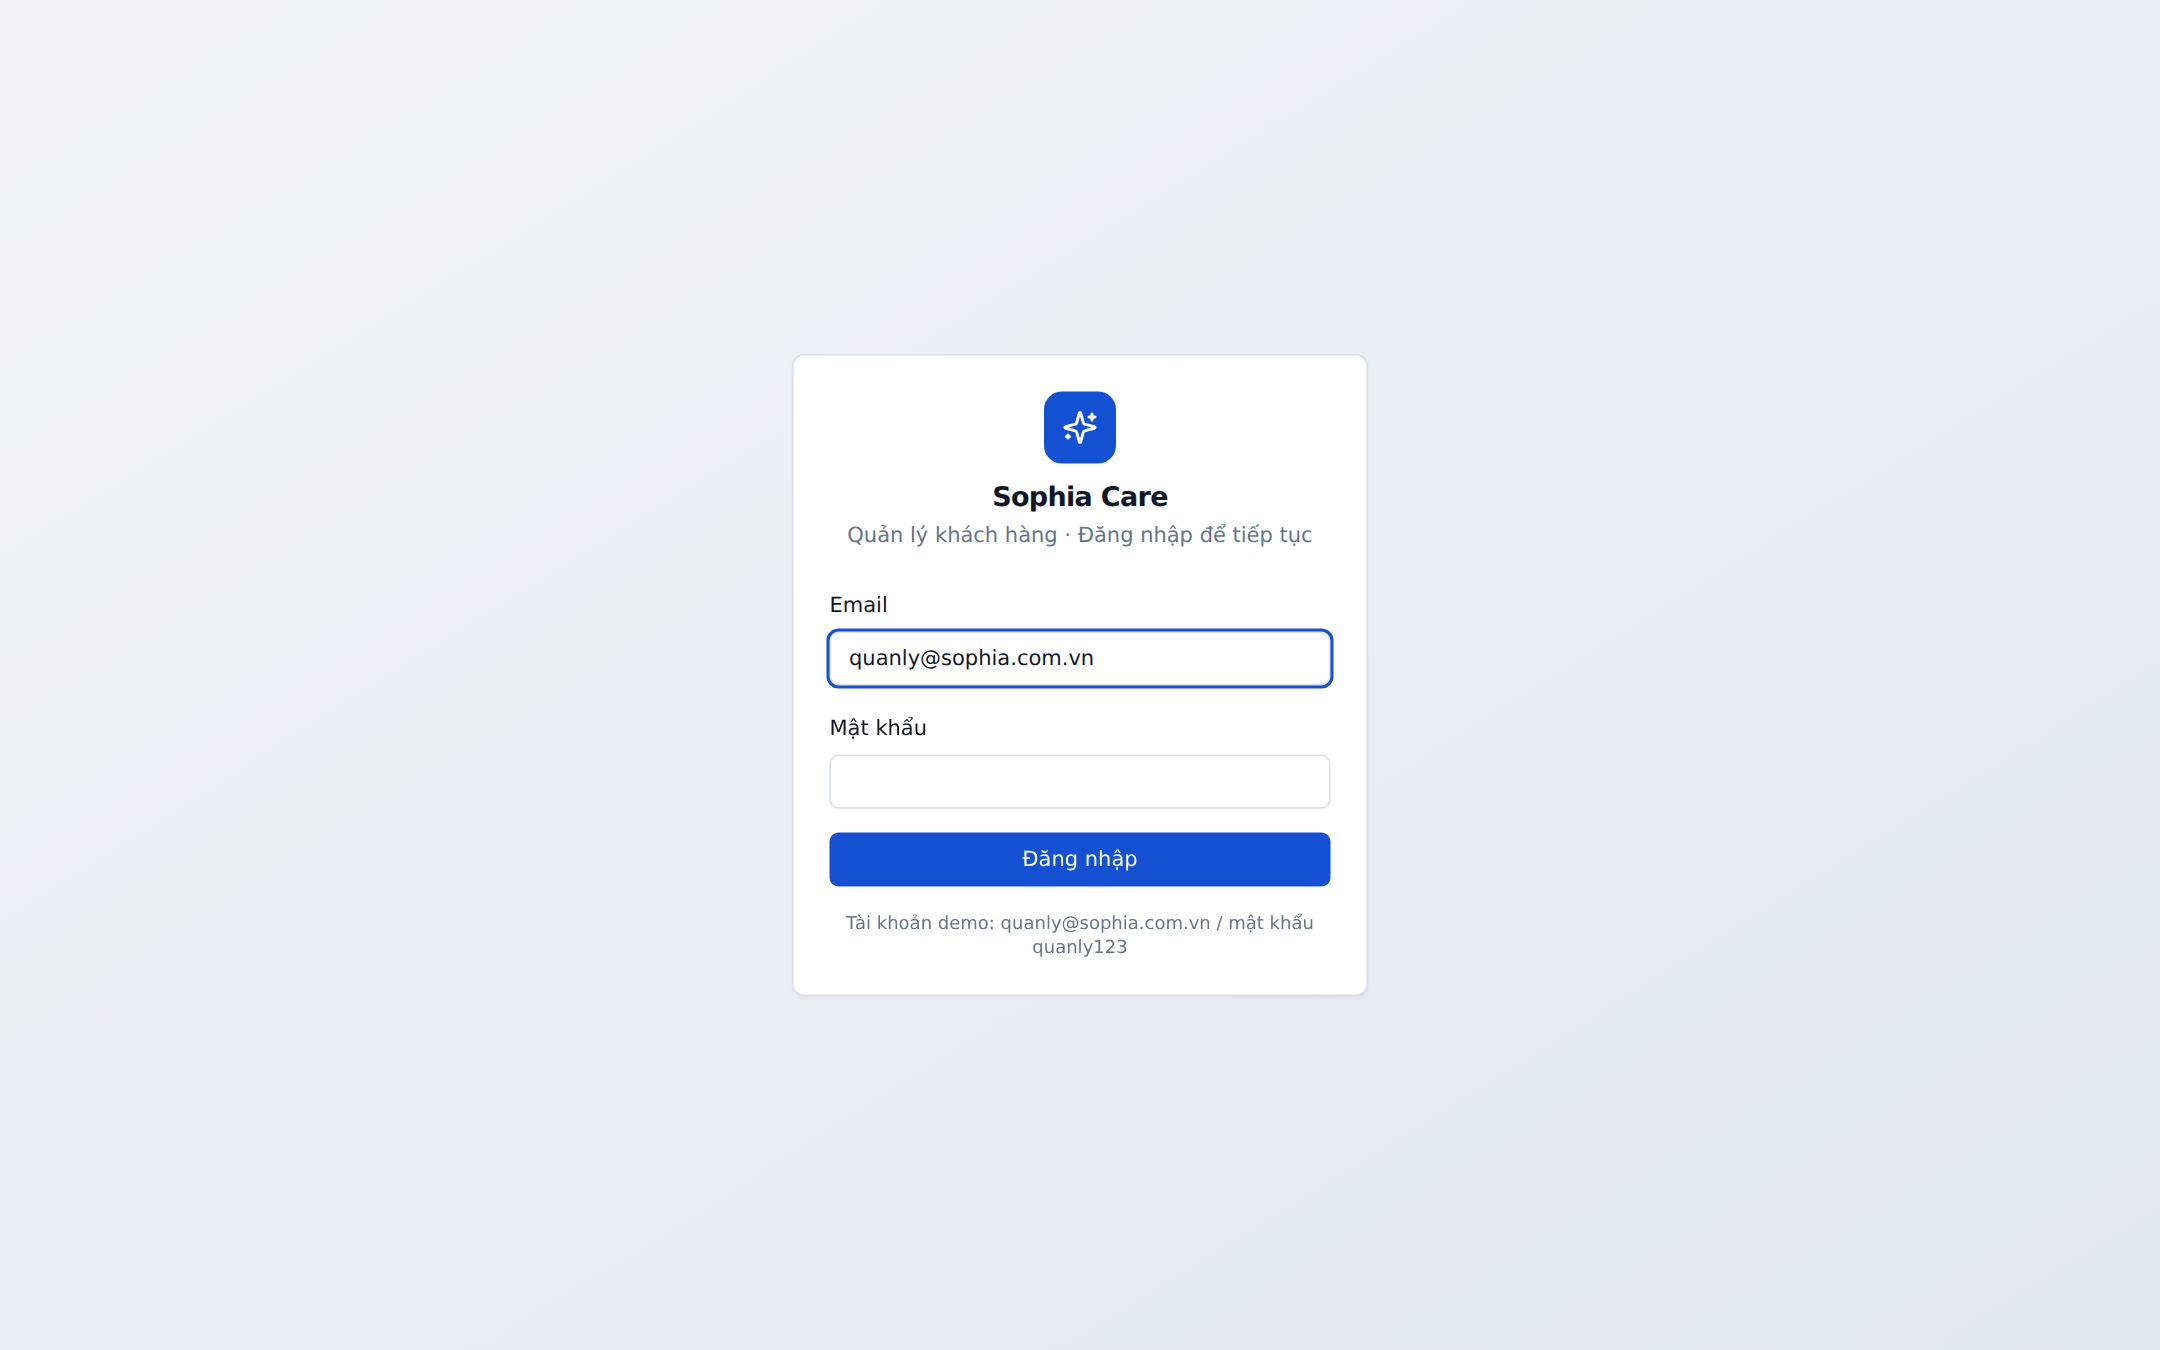 Sophia Care
Quản lý khách hàng · Đăng nhập để tiếp tục
Email
quanly@sophia.com.vn
Mật khẩu
Đăng nhập
Tài khoản demo: quanly@sophia.com.vn / mật khẩu
quanly123